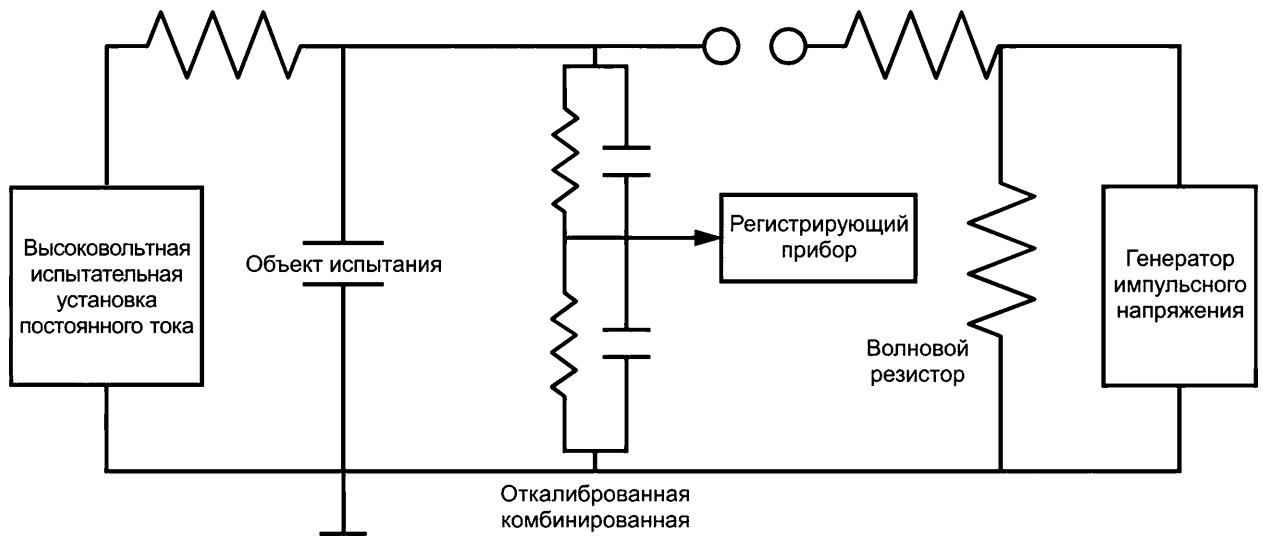 Высоковольтная
испытательная
установка
постоянного тока
Объект испытания
Регистрирующий
прибор
Волновой
резистор
Генератор
импульсного
напряжения
Откалиброванная
комбинированная